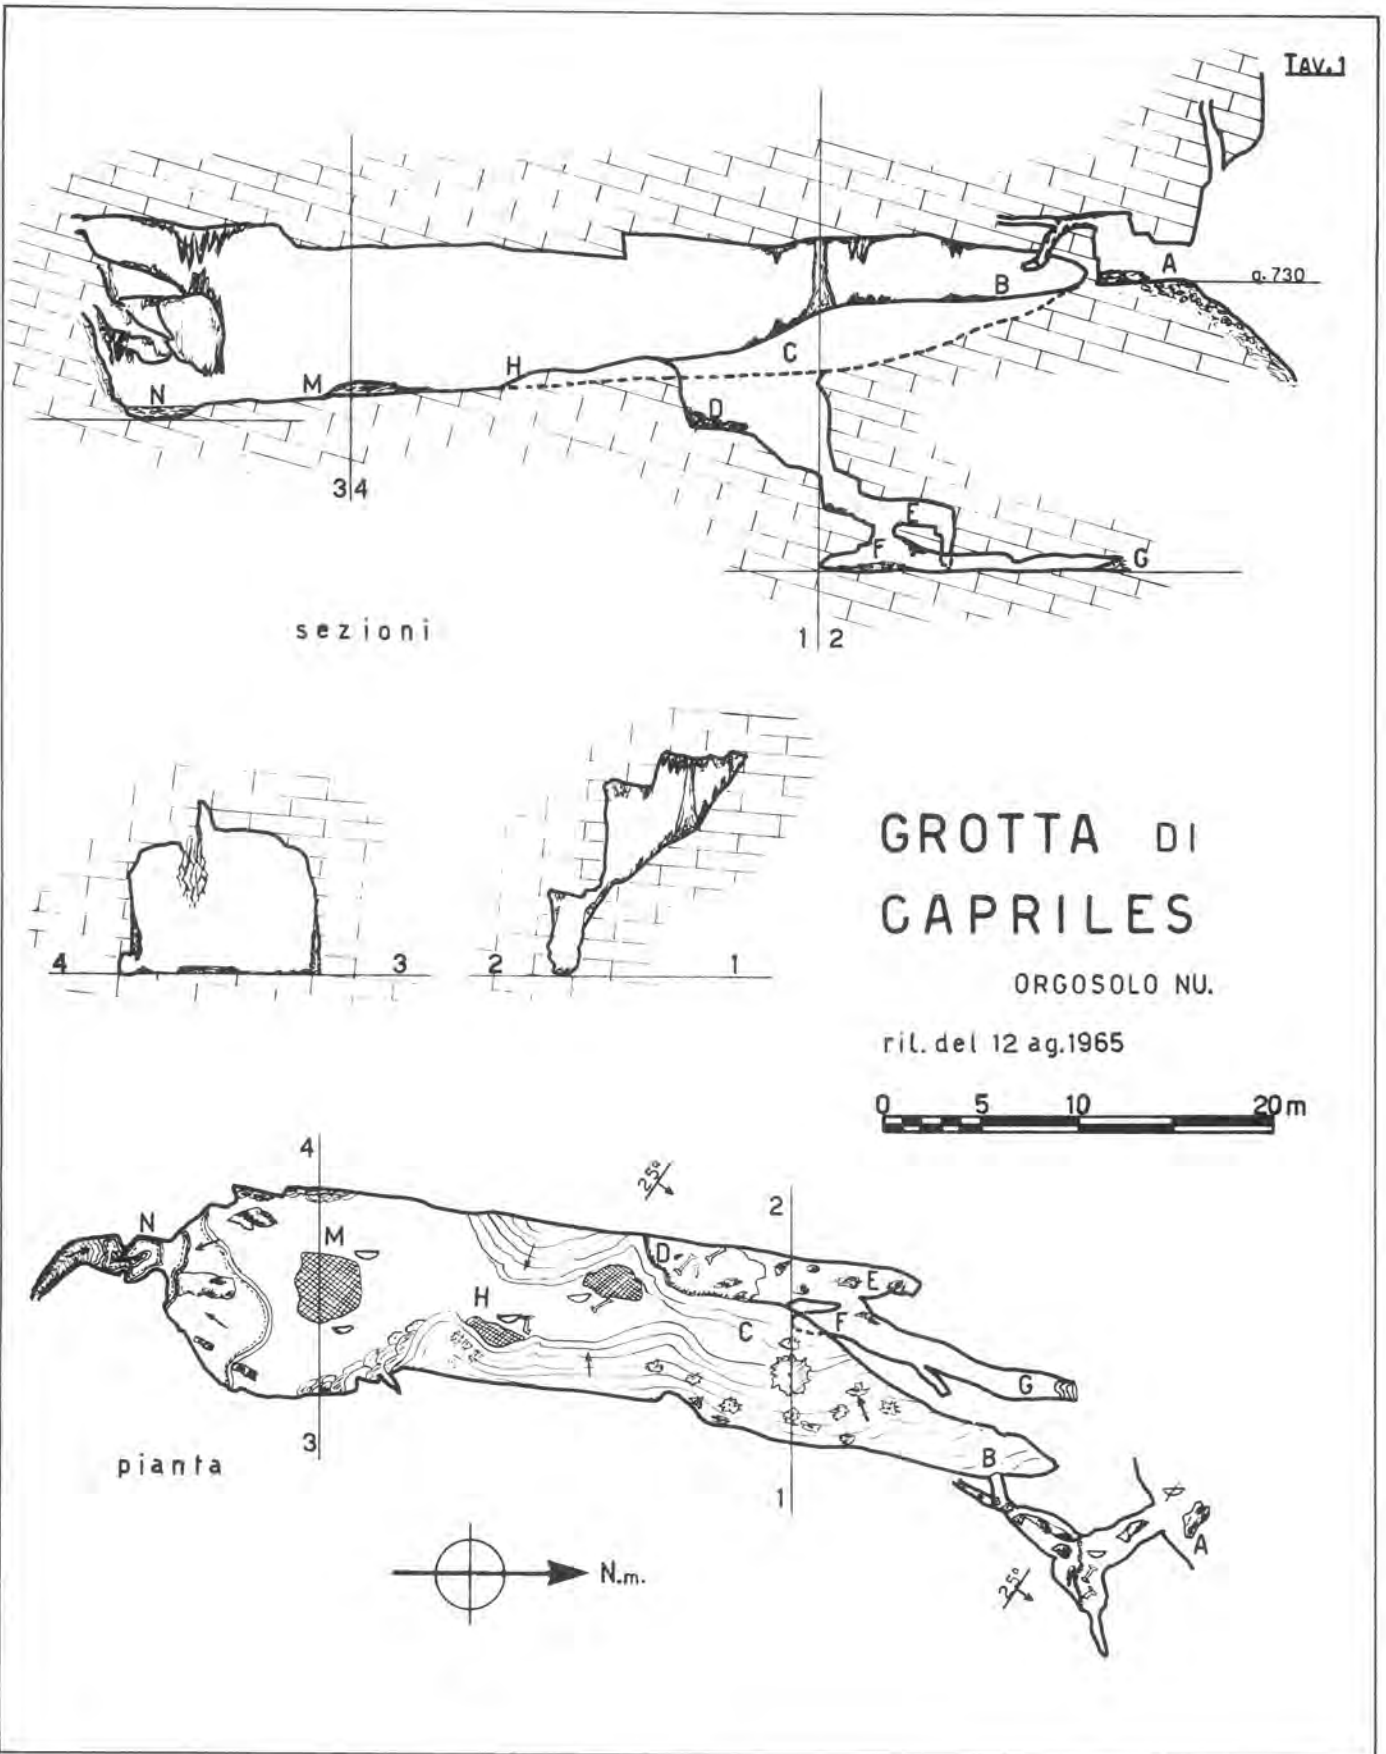 TAV.1
A
q.730
B
C
H
M
N
D
3 4
E
F
G
sezioni
1 2
4
3
2
1
GROTTA DI
CAPRILES
ORGOSOLO NU.
ril. del 12 ag.1965
0 5 10 20m
4
25°
2
N
M
D
E
H
C
F
G
3
B
pianta
1
A
N.m.
25°